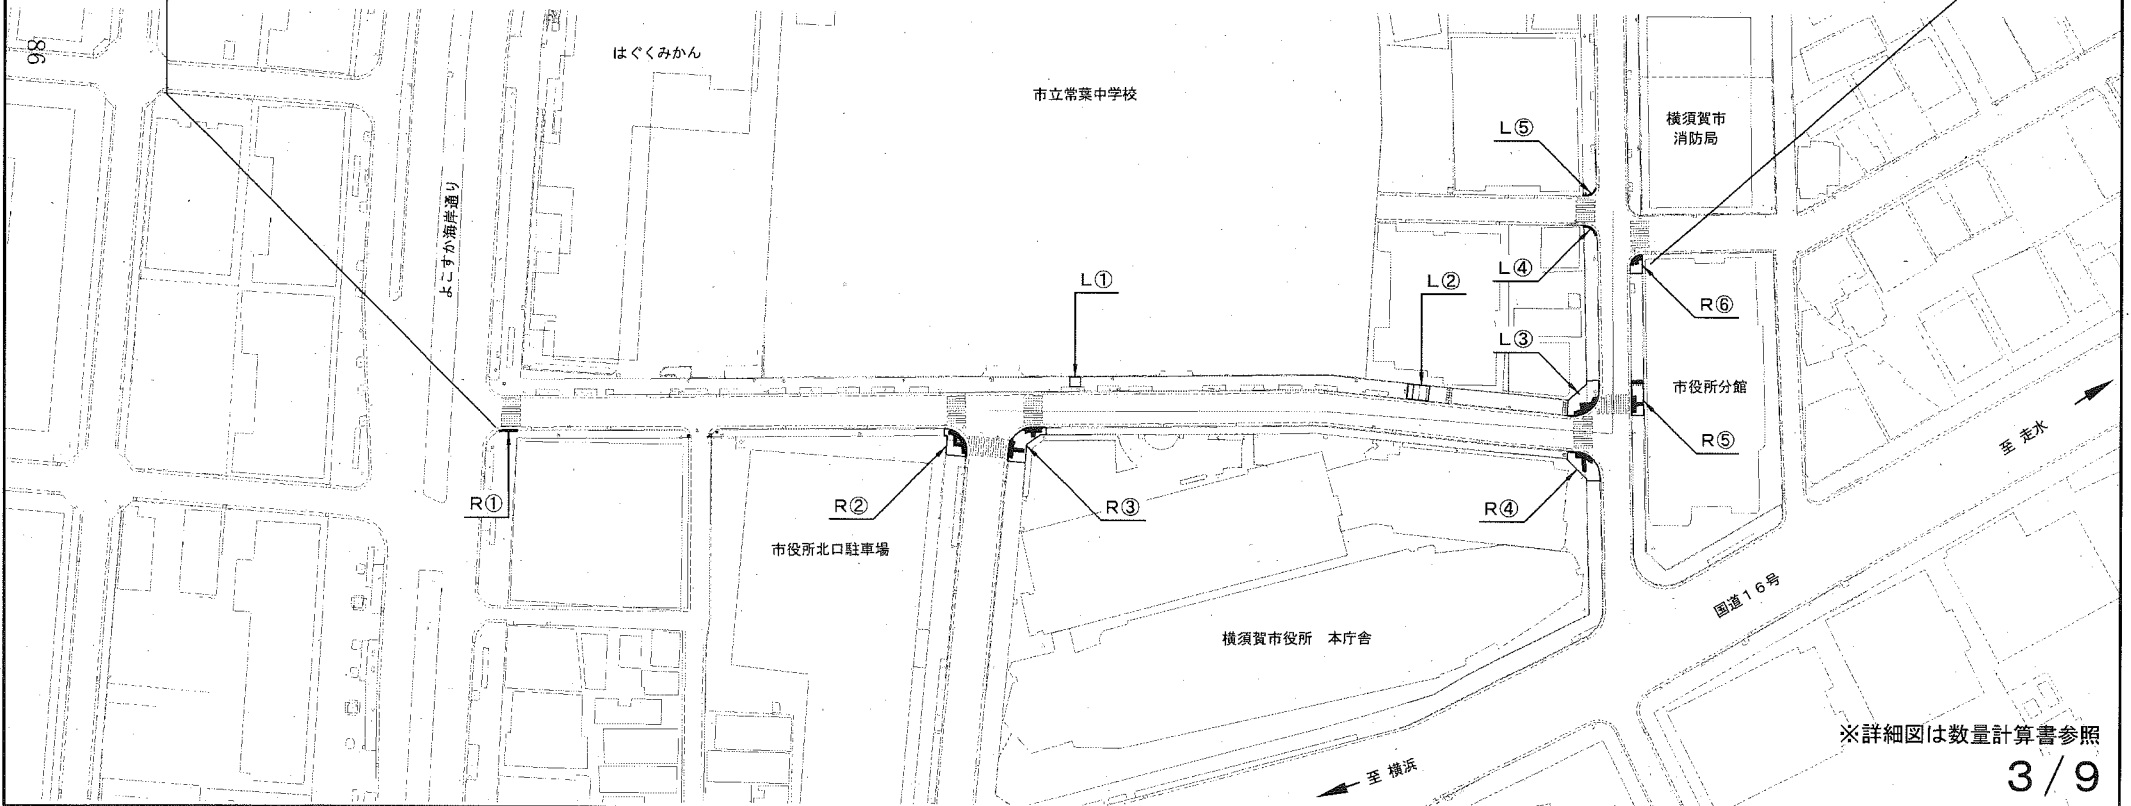 98
はぐくみかん
市立常葉中学校
横須賀市
消防局
L⑤
よこすか海岸通り
L①
L②
L④
R⑥
L③
市役所分館
R⑤
至 走水
R①
R②
R③
R④
市役所北口駐車場
国道16号
横須賀市役所 本庁舎
至 横浜
※詳細図は数量計算書参照
3/9